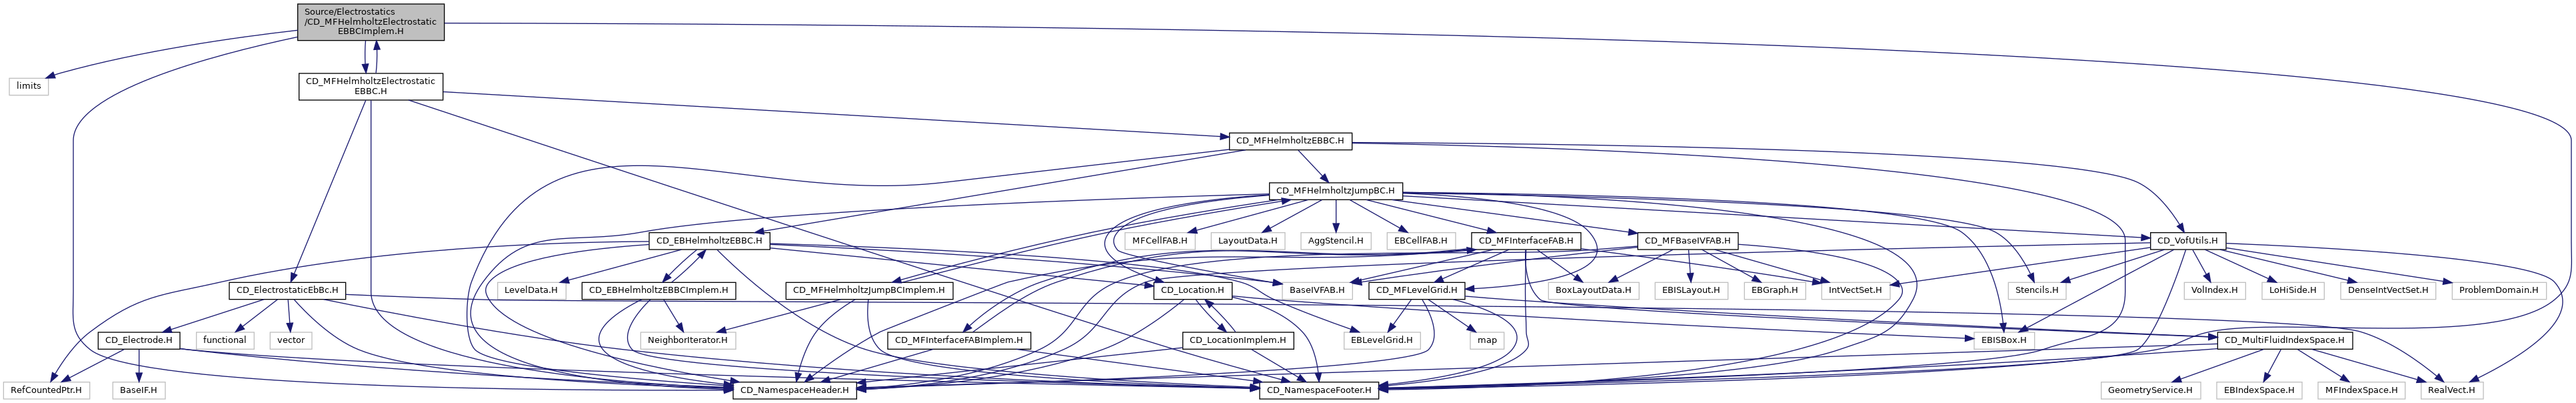 Source/Electrostatics
/CD_MFHelmholtzElectrostatic
EBBCImplem.H
limits
CD_MFHelmholtzElectrostatic
EBBC.H
CD_MFHelmholtzEBBC.H
CD_MFHelmholtzJumpBC.H
CD_EBHelmholtzEBBC.H
MFCellFAB.H
LayoutData.H
AggStencil.H
EBCellFAB.H
CD_MFInterfaceFAB.H
CD_MFBaseIVFAB.H
CD_VofUtils.H
CD_ElectrostaticEbBc.H
LevelData.H
CD_EBHelmholtzEBBCImplem.H
CD_MFHelmholtzJumpBCImplem.H
CD_Location.H
BaseIVFAB.H
CD_MFLevelGrid.H
BoxLayoutData.H
EBISLayout.H
EBGraph.H
IntVectSet.H
Stencils.H
VolIndex.H
LoHiSide.H
DenseIntVectSet.H
ProblemDomain.H
CD_Electrode.H
functional
vector
NeighborIterator.H
CD_MFInterfaceFABImplem.H
CD_LocationImplem.H
EBLevelGrid.H
map
EBISBox.H
CD_MultiFluidIndexSpace.H
RefCountedPtr.H
BaseIF.H
CD_NamespaceHeader.H
CD_NamespaceFooter.H
GeometryService.H
EBIndexSpace.H
MFIndexSpace.H
RealVect.H